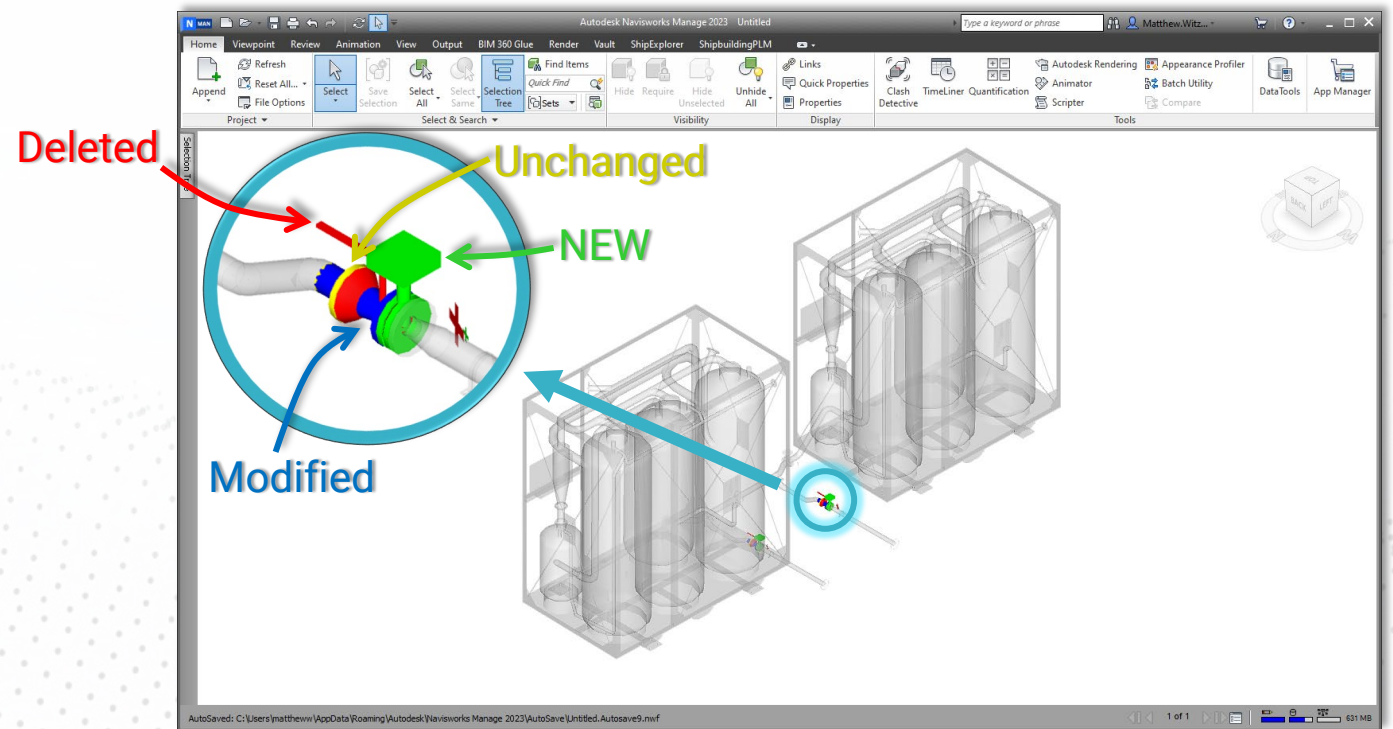 N MAN
Autodesk Navisworks Manage 2023 Untitled
Type a keyword or phrase
Matthew.Witz...
Home Viewpoint Review Animation View Output BIM 360 Glue Render Vault ShipExplorer ShipbuildingPLM
Append
Refresh
Reset All...
File Options
Project
Select
Save Selection
Select All
Select Same
Selection Tree
Find Items
Quick Find
Sets
Select & Search
Hide
Require
Hide Unselected
Unhide All
Visibility
Links
Quick Properties
Properties
Display
Clash Detective
TimeLiner
Quantification
Autodesk Rendering
Animator
Scripter
Appearance Profiler
Batch Utility
Compare
Tools
DataTools
App Manager
Selection Tree
Deleted
Unchanged
NEW
Modified
BACK
LEFT
AutoSaved: C:\Users\mattheww\AppData\Roaming\Autodesk\Navisworks Manage 2023\AutoSave\Untitled.Autosave9.nwf
1 of 1
631 MB